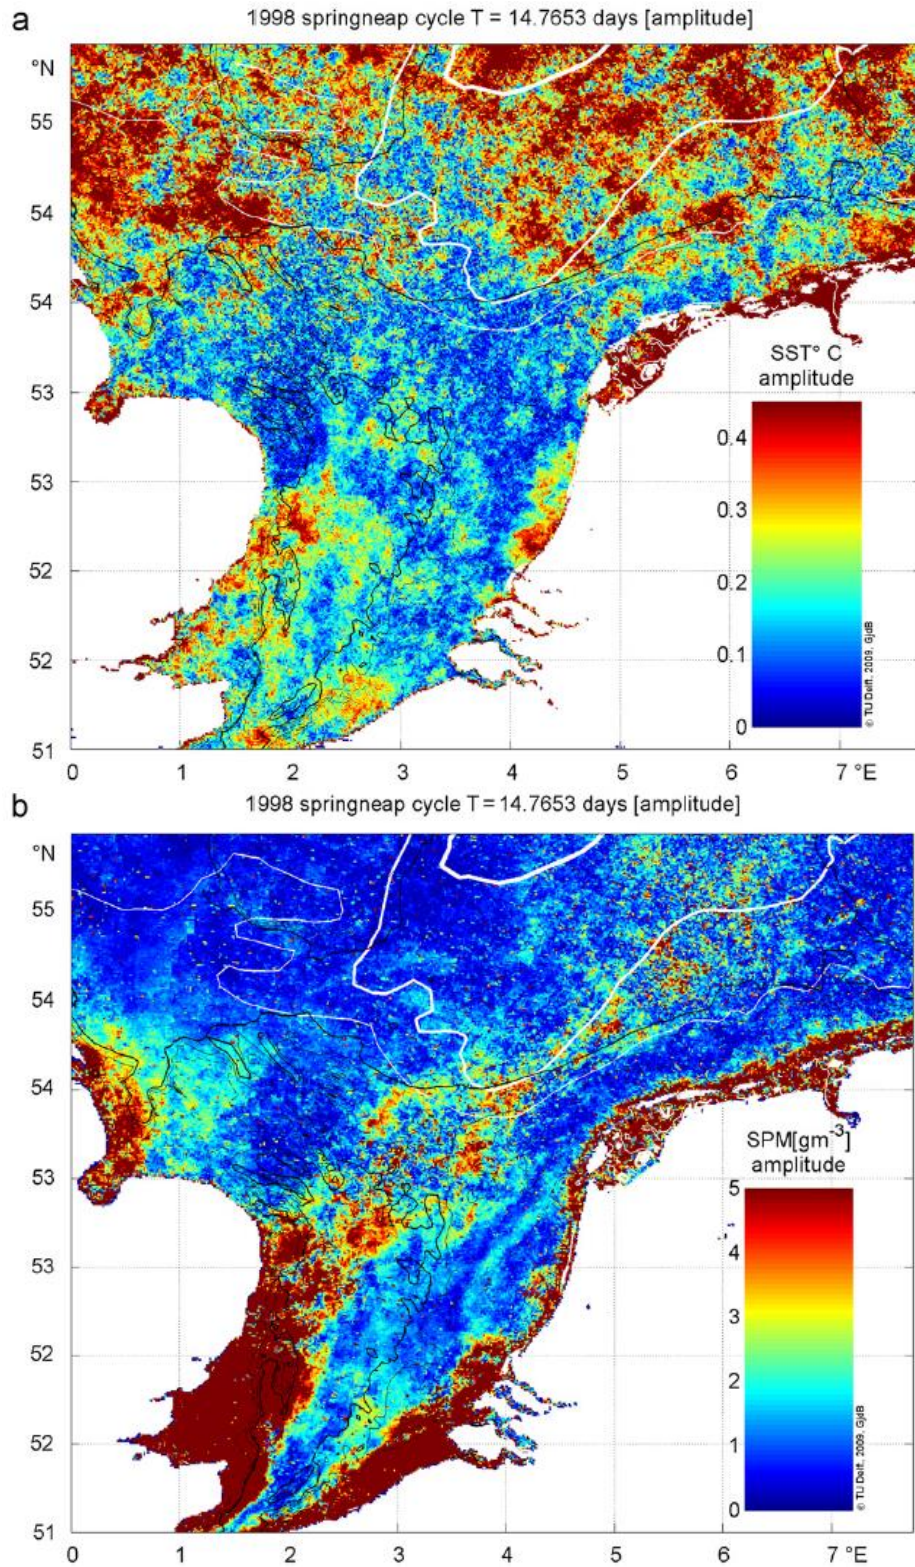 a
1998 springneap cycle T = 14.7653 days [amplitude]
°N
55
54
54
53
53
52
52
51
0 1 2 3 4 5 6 7 °E
SST° C
amplitude
0.4
0.3
0.2
0.1
0
© TU Delft, 2009, GjdB
b
1998 springneap cycle T = 14.7653 days [amplitude]
°N
55
54
54
53
53
52
52
51
0 1 2 3 4 5 6 7 °E
SPM[gm⁻³]
amplitude
5
4
3
2
1
0
© TU Delft, 2009, GjdB